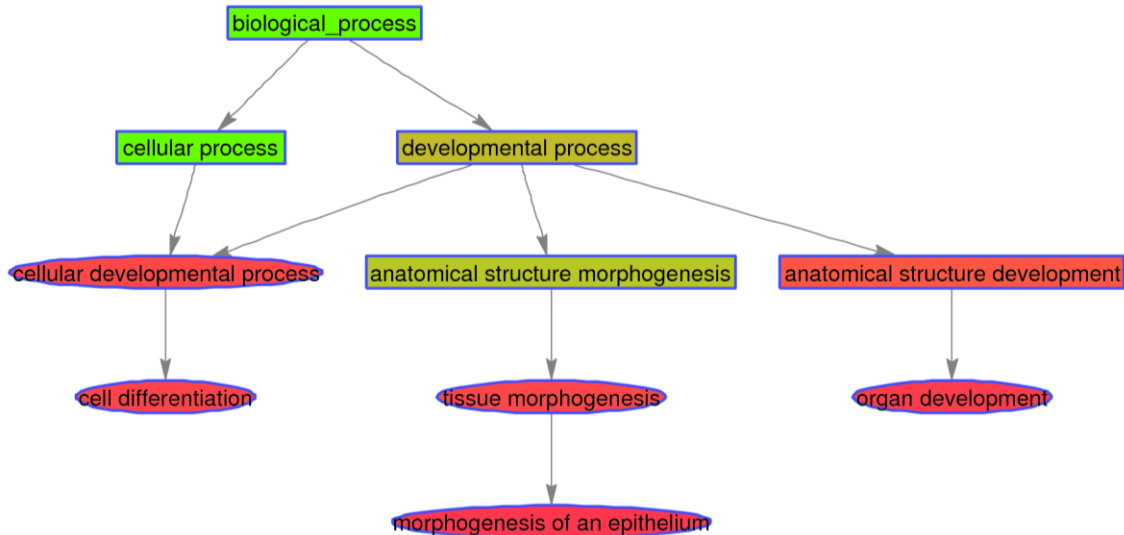 biological_process
cellular process
developmental process
cellular developmental process
anatomical structure morphogenesis
anatomical structure development
cell differentiation
tissue morphogenesis
organ development
morphogenesis of an epithelium